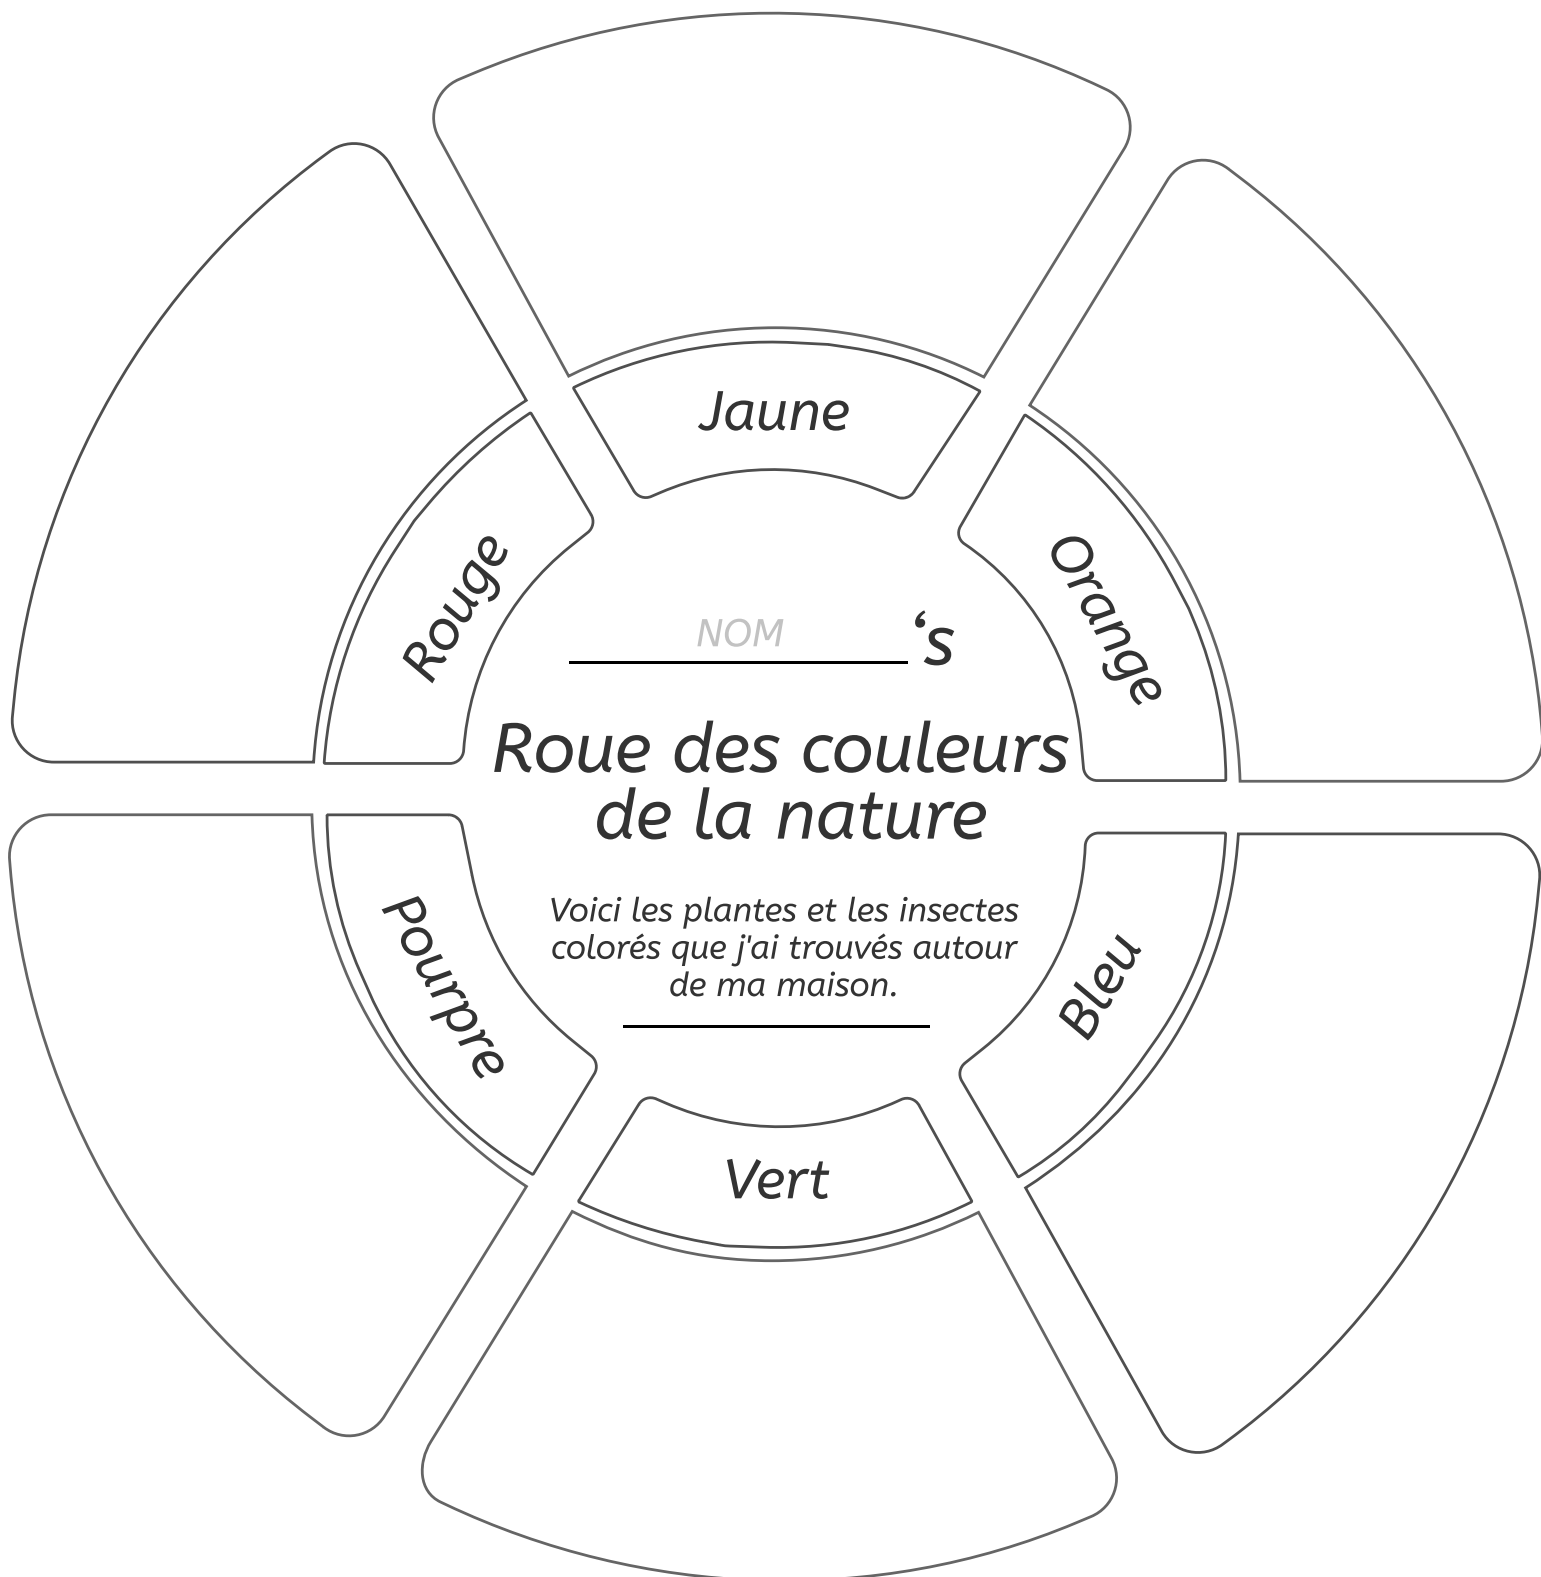 Jaune
Orange
Rouge
NOM ‘s
Roue des couleurs
de la nature
Voici les plantes et les insectes
colorés que j'ai trouvés autour
de ma maison.
Pourpre
Bleu
Vert